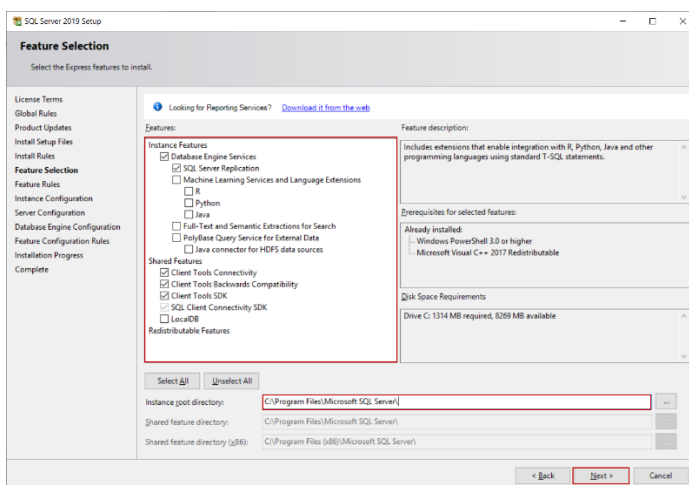 SQL Server 2019 Setup
Feature Selection
Select the Express features to install.
License Terms
Global Rules
Product Updates
Install Setup Files
Install Rules
Feature Selection
Feature Rules
Instance Configuration
Server Configuration
Database Engine Configuration
Feature Configuration Rules
Installation Progress
Complete
Looking for Reporting Services? Download it from the web
Features:
Instance Features
Database Engine Services
SQL Server Replication
Machine Learning Services and Language Extensions
R
Python
Java
Full-Text and Semantic Extractions for Search
PolyBase Query Service for External Data
Java connector for HDFS data sources
Shared Features
Client Tools Connectivity
Client Tools Backwards Compatibility
Client Tools SDK
SQL Client Connectivity SDK
LocalDB
Redistributable Features
Feature description:
Includes extensions that enable integration with R, Python, Java and other
programming languages using standard T-SQL statements.
Prerequisites for selected features:
Already installed:
Windows PowerShell 3.0 or higher
Microsoft Visual C++ 2017 Redistributable
Disk Space Requirements
Drive C: 1314 MB required, 8269 MB available
Select All Unselect All
Instance root directory: C:\Program Files\Microsoft SQL Server\ ...
Shared feature directory: C:\Program Files\Microsoft SQL Server\ ...
Shared feature directory (x86): C:\Program Files (x86)\Microsoft SQL Server\ ...
< Back Next > Cancel